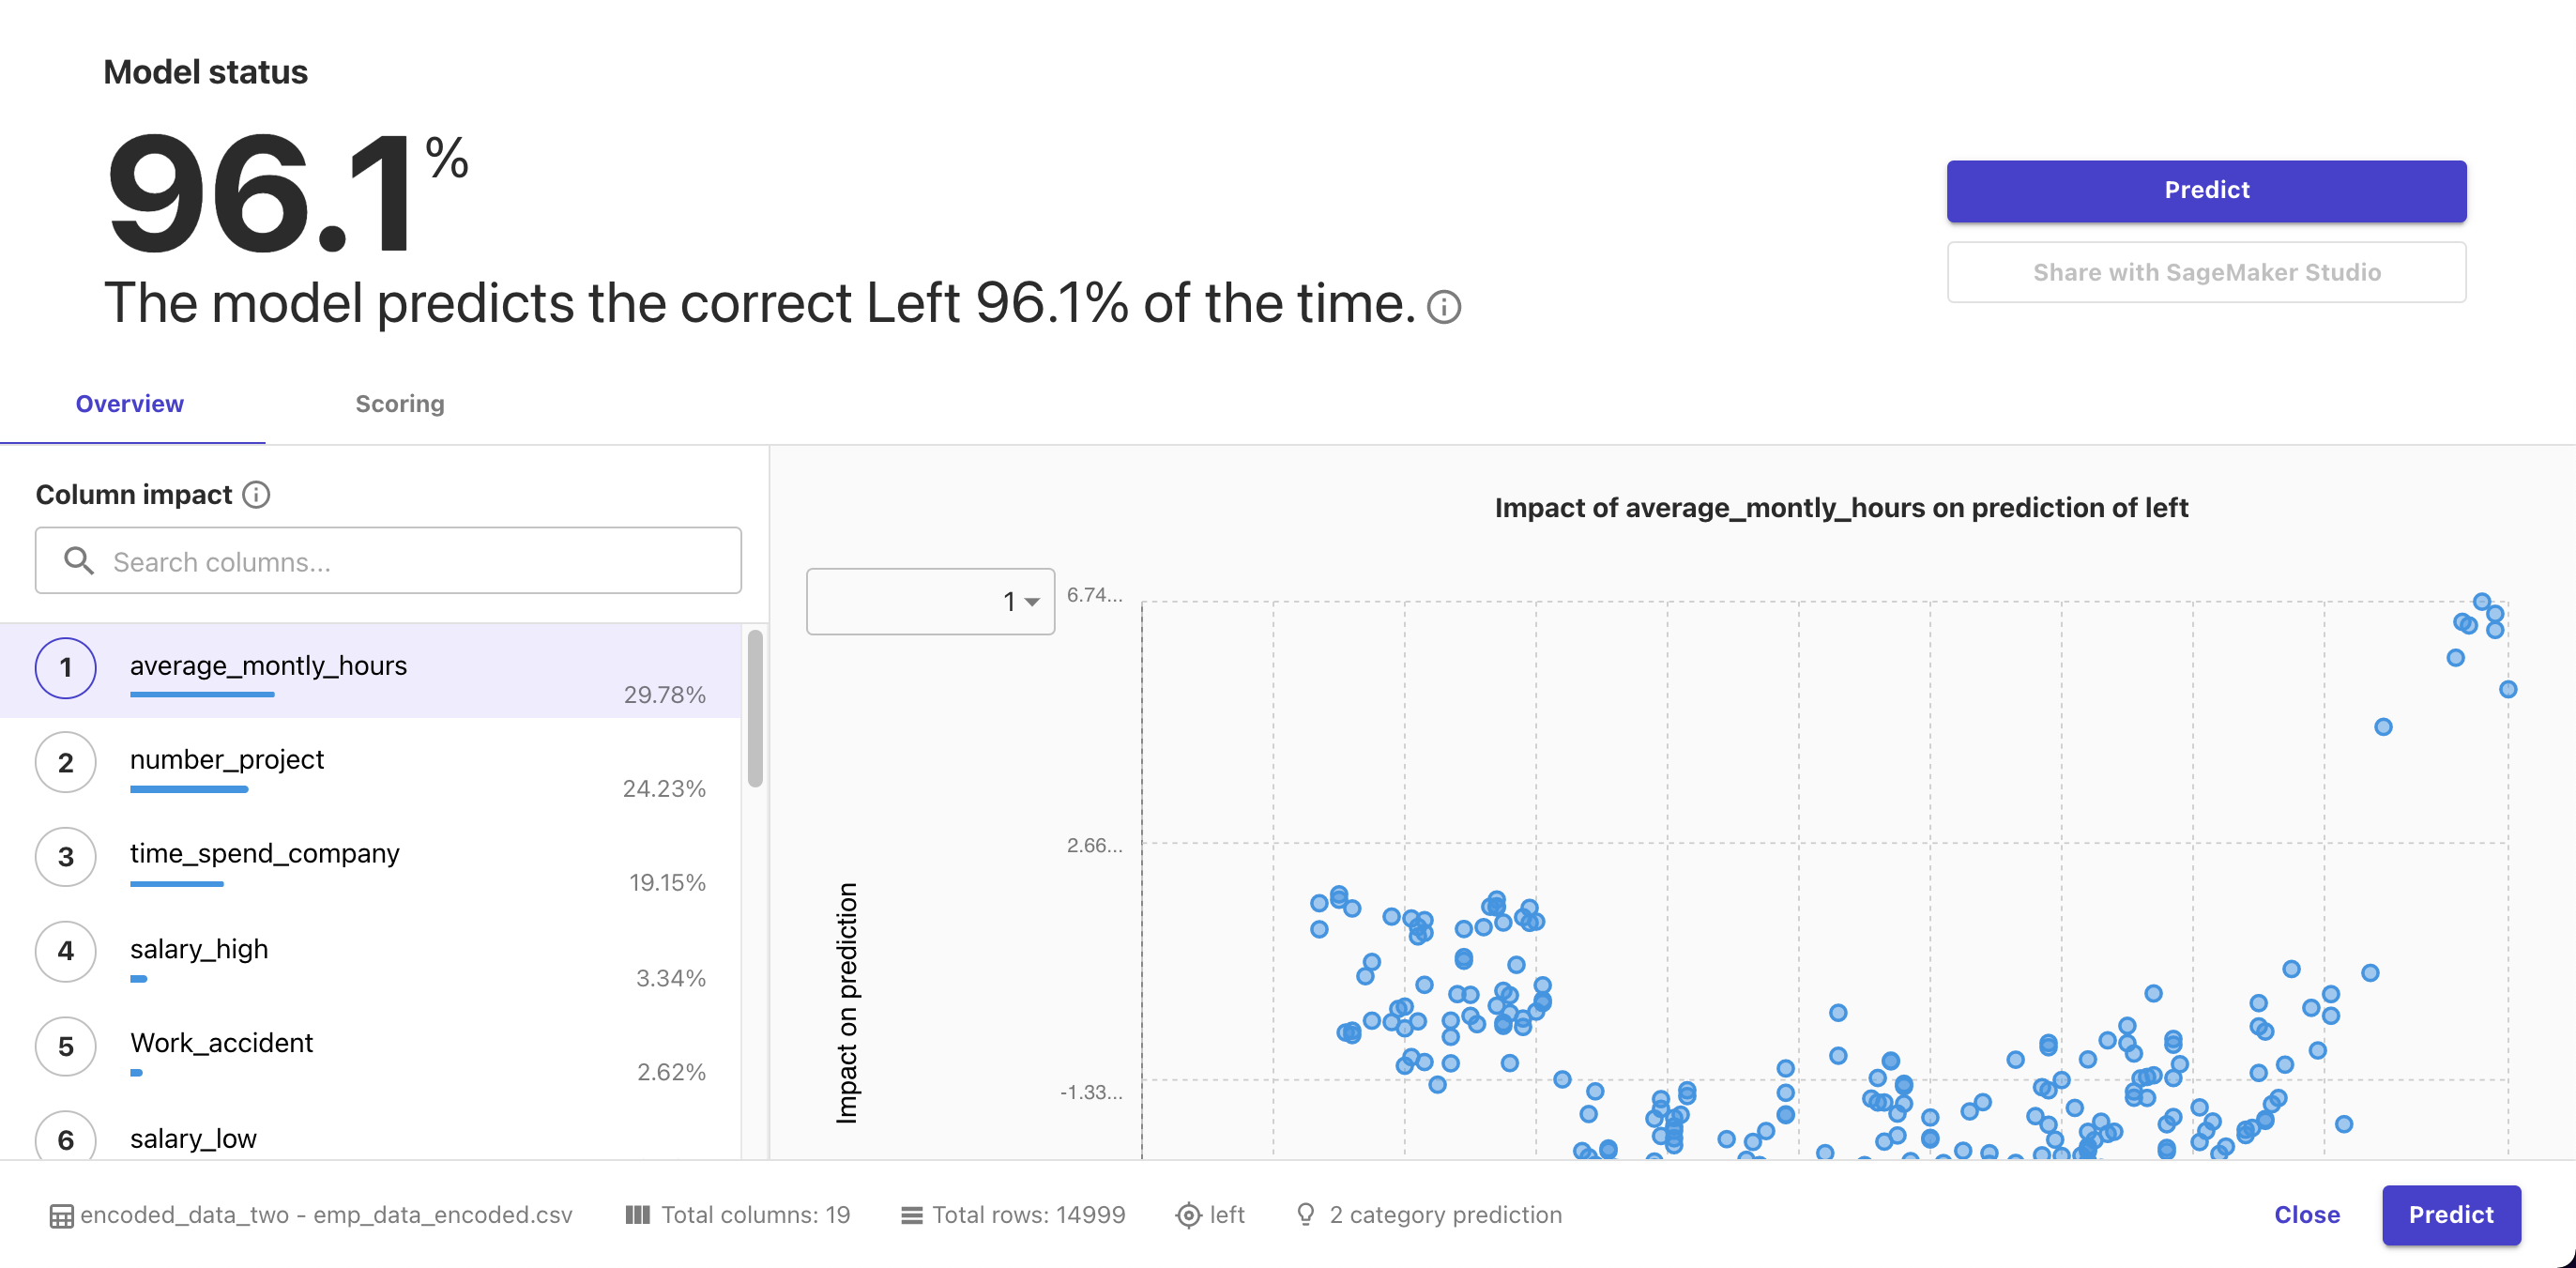 Model status
96.1%
The model predicts the correct Left 96.1% of the time.
Predict
Share with SageMaker Studio
Overview
Scoring
Column impact
Search columns...
1
average_montly_hours
29.78%
2
number_project
24.23%
3
time_spend_company
19.15%
4
salary_high
3.34%
5
Work_accident
2.62%
6
salary_low
Impact of average_montly_hours on prediction of left
1
6.74...
2.66...
-1.33...
Impact on prediction
encoded_data_two - emp_data_encoded.csv
Total columns: 19
Total rows: 14999
left
2 category prediction
Close
Predict